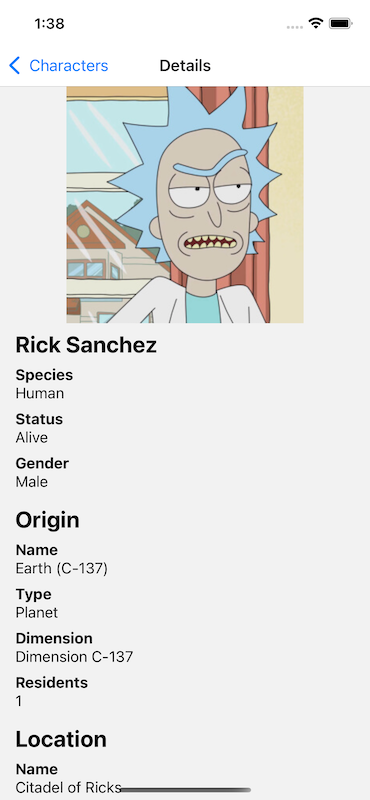 1:38
Characters
Details
Rick Sanchez
Species
Human
Status
Alive
Gender
Male
Origin
Name
Earth (C-137)
Type
Planet
Dimension
Dimension C-137
Residents
1
Location
Name
Citadel of Ricks